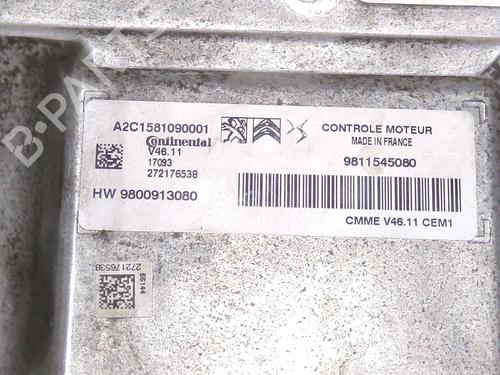 A2C1581090001
Continental
V46.11
17093
272176538
HW 9800913080
CONTROLE MOTEUR
MADE IN FRANCE
9811545080
CMME V46.11 CEM1
65144
272176538
B-PARTS